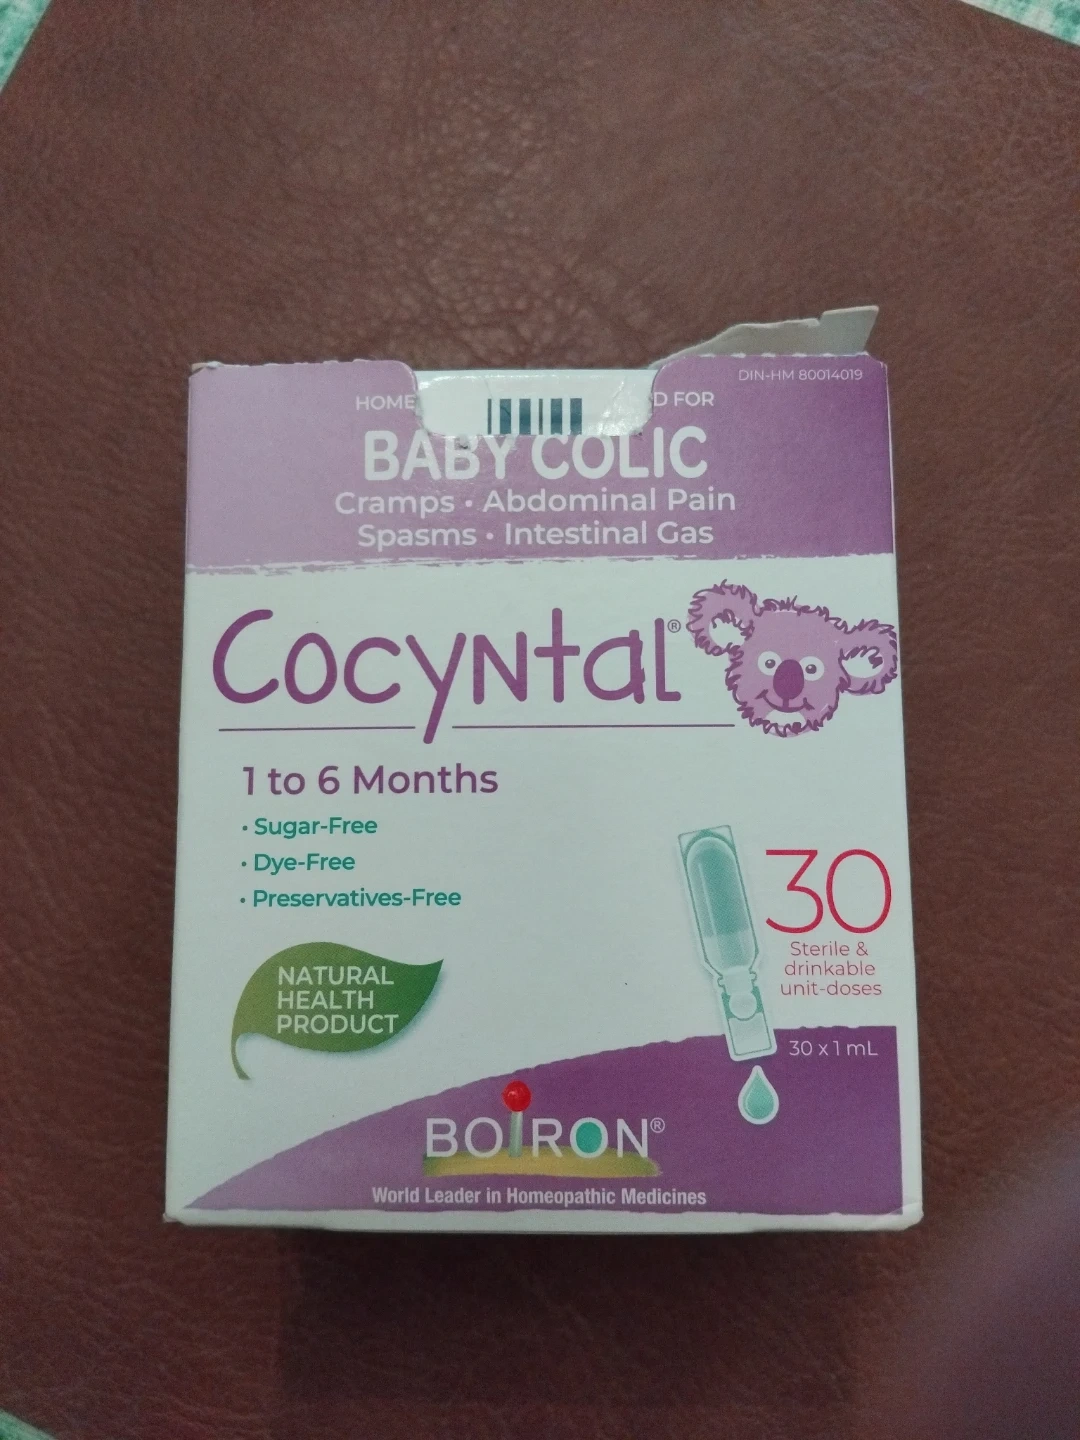 DIN-HM 80014019
D FOR
BABY COLIC
Cramps • Abdominal Pain
Spasms • Intestinal Gas
Cocyntal®
1 to 6 Months
• Sugar-Free
• Dye-Free
• Preservatives-Free
NATURAL
HEALTH
PRODUCT
30
Sterile &
drinkable
unit-doses
30 x 1 mL
BOIRON®
World Leader in Homeopathic Medicines